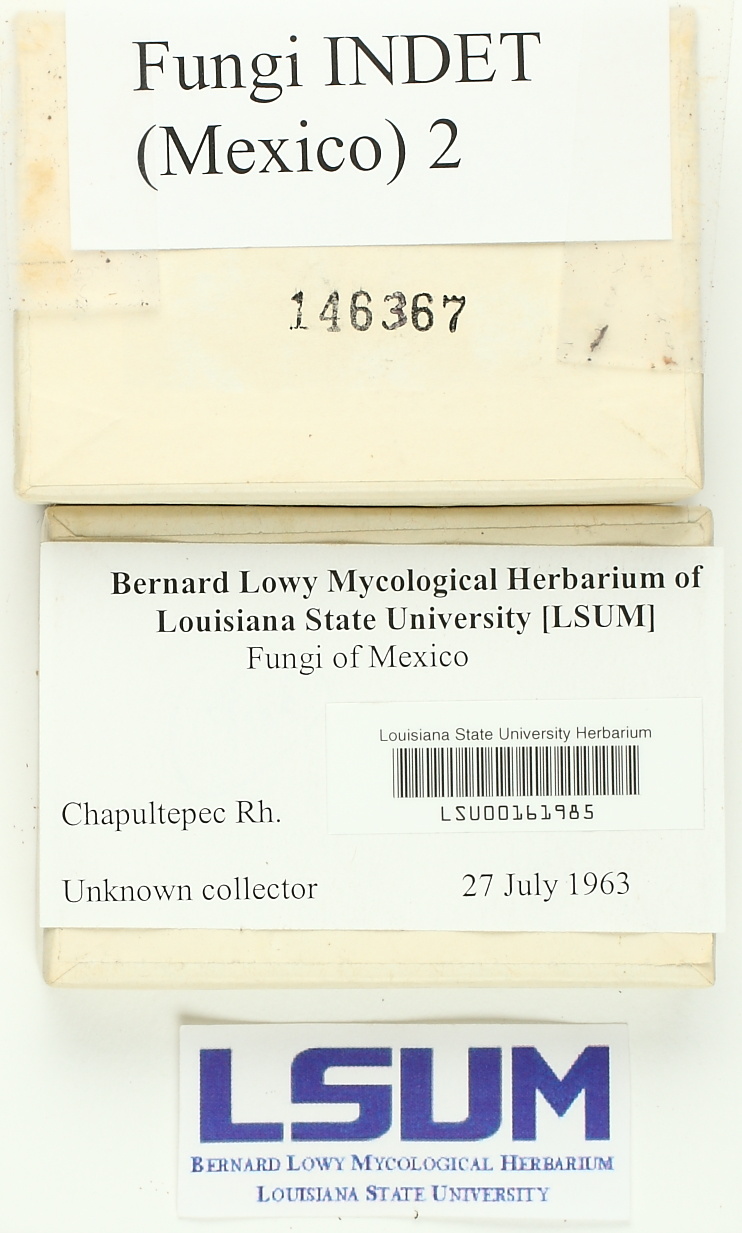 Fungi INDET
(Mexico) 2
146367
Bernard Lowy Mycological Herbarium of
Louisiana State University [LSUM]
Fungi of Mexico
Louisiana State University Herbarium
LSU00161985
Chapultepec Rh.
Unknown collector 27 July 1963
LSUM
BERNARD LOWY MYCOLOGICAL HERBARIUM
LOUISIANA STATE UNIVERSITY